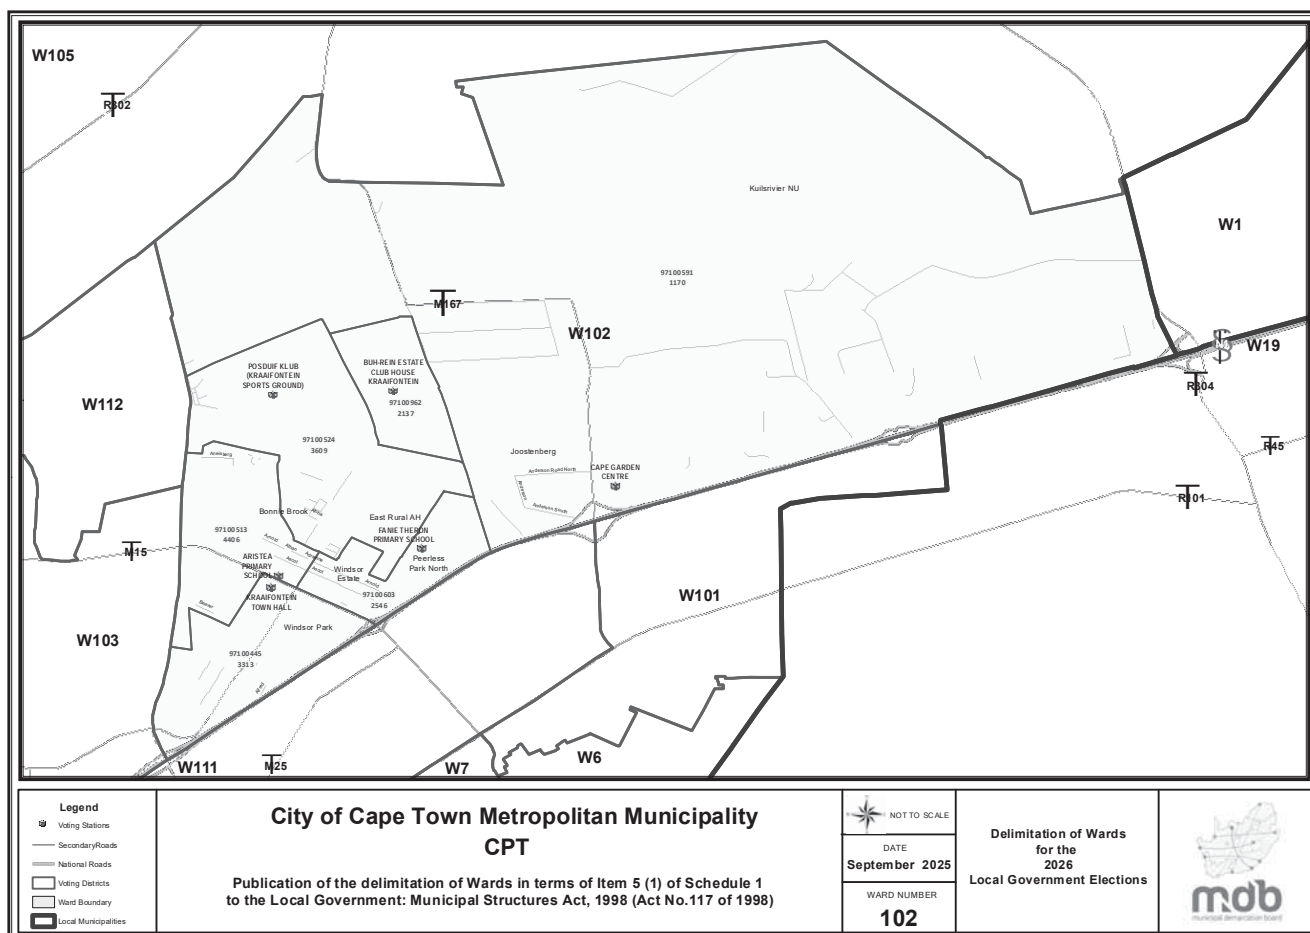 W105
R302
Kuilsrivier NU
W1
97100591
1170
M167
W102
W19
R304
POSDUIF KLUB
(KRAAIFONTEIN
SPORTS GROUND)
BUH-REIN ESTATE
CLUB HOUSE
KRAAIFONTEIN
97100962
2137
W112
97100524
3609
R45
Joostenberg
Anderson Road North
CAPE GARDEN
CENTRE
R101
Bonnie Brook
East Rural AH
97100513
4406
FANIE THERON
PRIMARY SCHOOL
M15
ARISTEA
PRIMARY
SCHOOL
Windsor
Estate
Peerless
Park North
KRAAIFONTEIN
TOWN HALL
97100603
2546
W101
Windsor Park
W103
97100445
3313
W111
M25
W7
W6
Legend
Voting Stations
SecondaryRoads
National Roads
Voting Districts
Ward Boundary
Local Municipalities
City of Cape Town Metropolitan Municipality
CPT
Publication of the delimitation of Wards in terms of Item 5 (1) of Schedule 1
to the Local Government: Municipal Structures Act, 1998 (Act No.117 of 1998)
NOT TO SCALE
DATE
September 2025
WARD NUMBER
102
Delimitation of Wards
for the
2026
Local Government Elections
mdb
municipal demarcation board